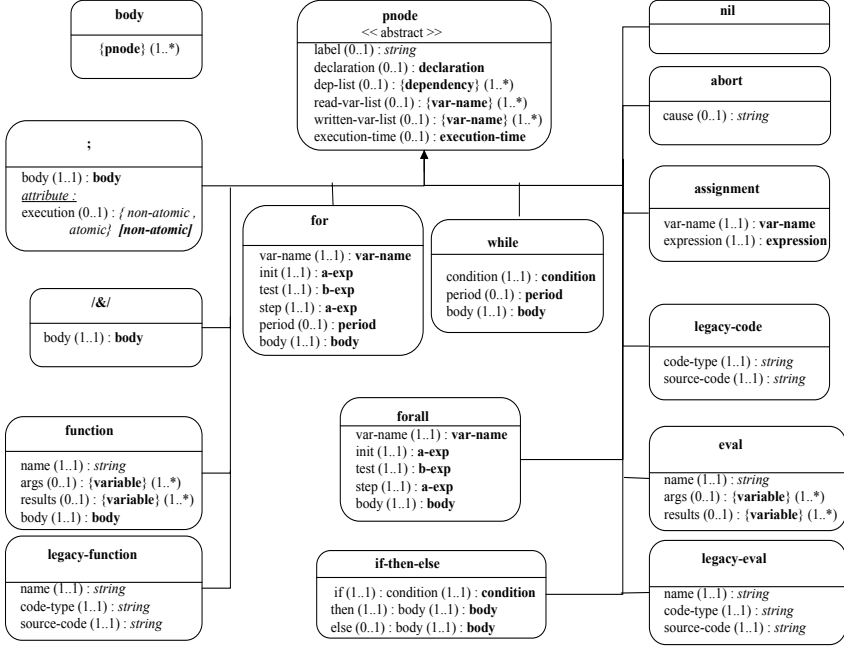 body
{pnode} (1..*)
pnode
<< abstract >>
label (0..1) : string
declaration (0..1) : declaration
dep-list (0..1) : {dependency} (1..*)
read-var-list (0..1) : {var-name} (1..*)
written-var-list (0..1) : {var-name} (1..*)
execution-time (0..1) : execution-time
nil
abort
cause (0..1) : string
;
body (1..1) : body
attribute :
execution (0..1) : { non-atomic ,
atomic} [non-atomic]
for
var-name (1..1) : var-name
init (1..1) : a-exp
test (1..1) : b-exp
step (1..1) : a-exp
period (0..1) : period
body (1..1) : body
while
condition (1..1) : condition
period (0..1) : period
body (1..1) : body
assignment
var-name (1..1) : var-name
expression (1..1) : expression
/&/
body (1..1) : body
legacy-code
code-type (1..1) : string
source-code (1..1) : string
function
name (1..1) : string
args (0..1) : {variable} (1..*)
results (0..1) : {variable} (1..*)
body (1..1) : body
forall
var-name (1..1) : var-name
init (1..1) : a-exp
test (1..1) : b-exp
step (1..1) : a-exp
body (1..1) : body
eval
name (1..1) : string
args (0..1) : {variable} (1..*)
results (0..1) : {variable} (1..*)
legacy-function
name (1..1) : string
code-type (1..1) : string
source-code (1..1) : string
if-then-else
if (1..1) : condition (1..1) : condition
then (1..1) : body (1..1) : body
else (0..1) : body (1..1) : body
legacy-eval
name (1..1) : string
code-type (1..1) : string
source-code (1..1) : string